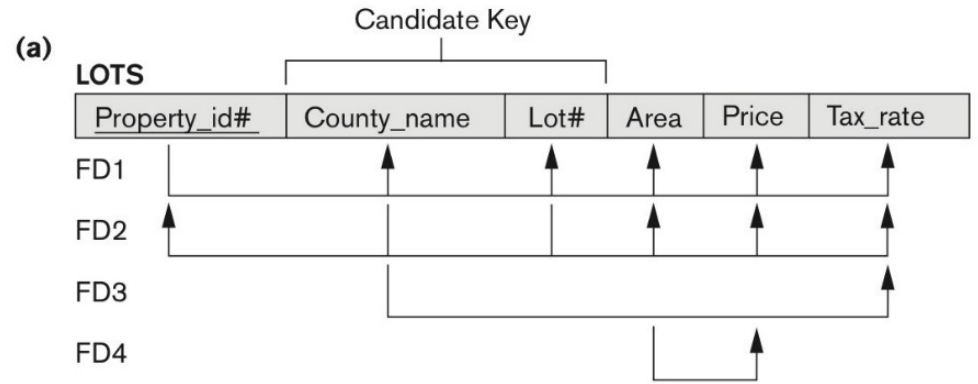 Candidate Key
(a)
LOTS
Property_id# County_name Lot# Area Price Tax_rate
FD1
FD2
FD3
FD4